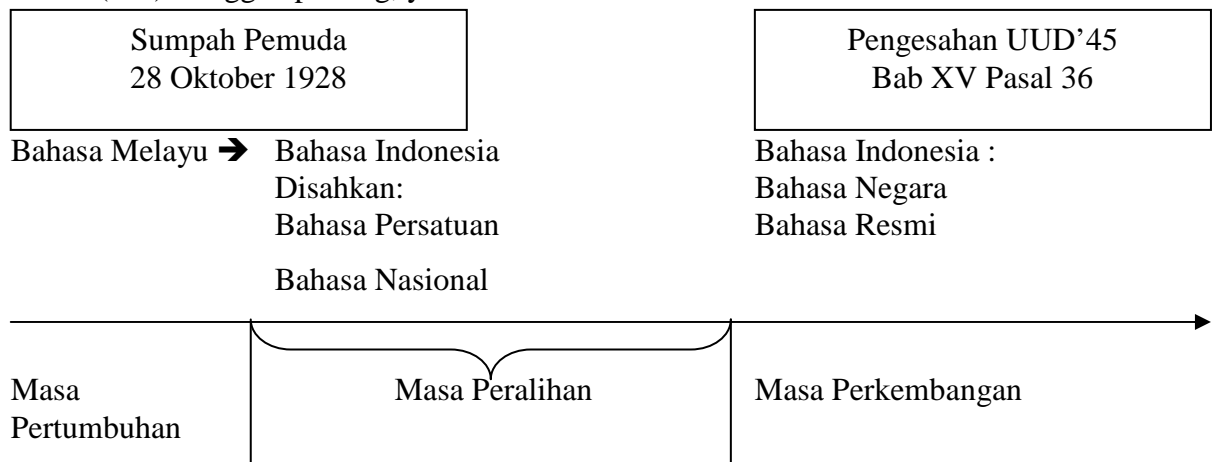 Sumpah Pemuda
28 Oktober 1928
Pengesahan UUD’45
Bab XV Pasal 36
Bahasa Melayu ➔ Bahasa Indonesia
Disahkan:
Bahasa Persatuan
Bahasa Nasional
Bahasa Indonesia :
Bahasa Negara
Bahasa Resmi
Masa
Pertumbuhan
Masa Peralihan
Masa Perkembangan